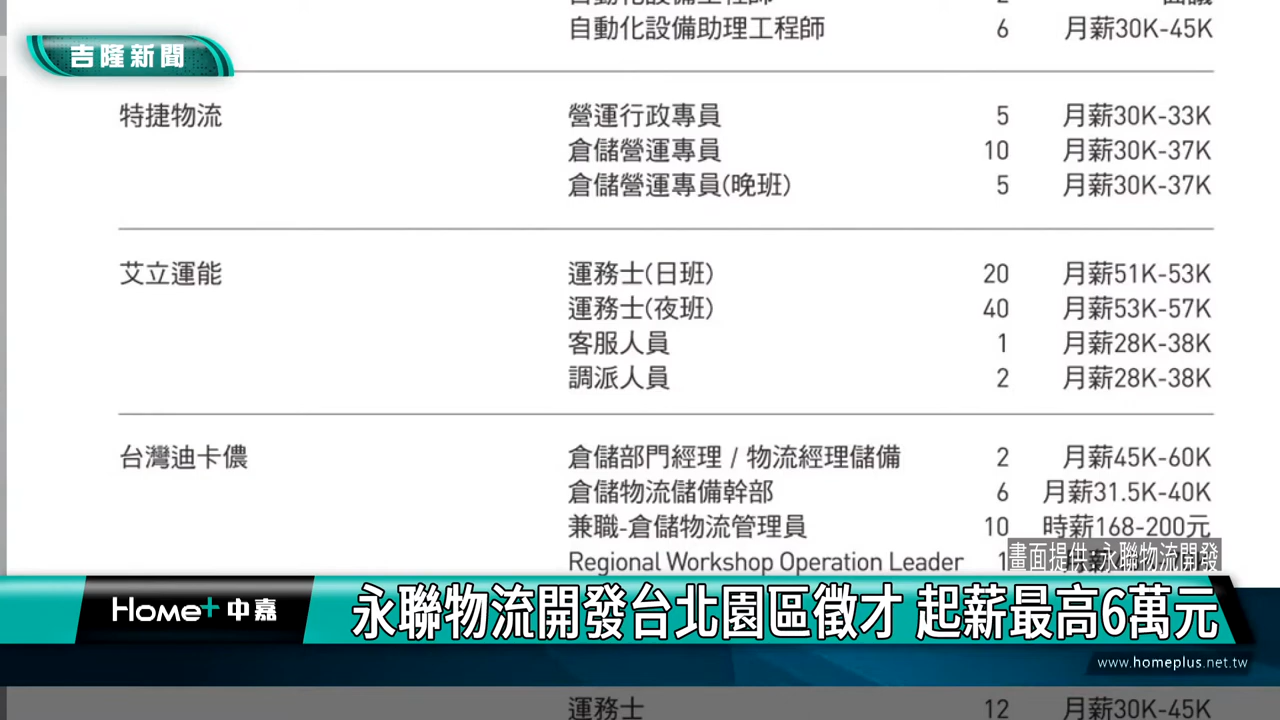 吉隆新聞
自動化設備助理工程師 6 月薪30K-45K
特捷物流 營運行政專員 5 月薪30K-33K
倉儲營運專員 10 月薪30K-37K
倉儲營運專員(晚班) 5 月薪30K-37K
艾立運能 運務士(日班) 20 月薪51K-53K
運務士(夜班) 40 月薪53K-57K
客服人員 1 月薪28K-38K
調派人員 2 月薪28K-38K
台灣迪卡儂 倉儲部門經理 / 物流經理儲備 2 月薪45K-60K
倉儲物流儲備幹部 6 月薪31.5K-40K
兼職-倉儲物流管理員 10 時薪168-200元
Regional Workshop Operation Leader 1
畫面提供 永聯物流開發
Home+ 中嘉
永聯物流開發台北園區徵才 起薪最高6萬元
www.homeplus.net.tw
運務士 12 月薪30K-45K